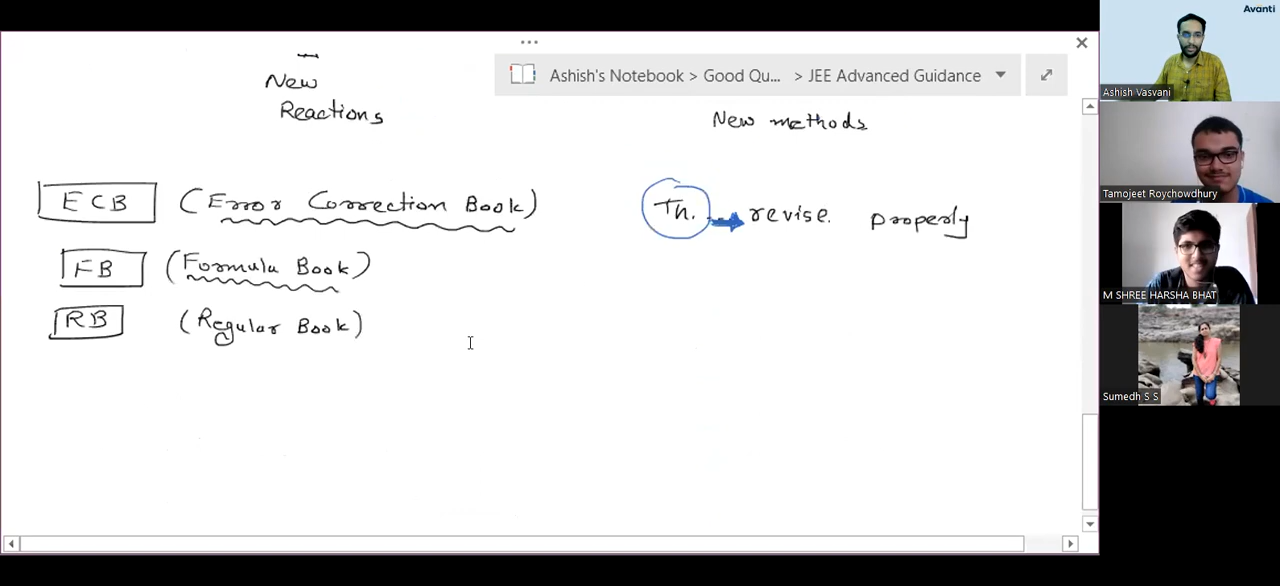 Avanti
Ashish's Notebook > Good Qu... > JEE Advanced Guidance
New
Reactions
New methods
ECB (Error Correction Book)
Th. revise. properly
FB (Formula Book)
RB (Regular Book)
Ashish Vasvani
Tamojeet Roychowdhury
M SHREE HARSHA BHAT
Sumedh S S